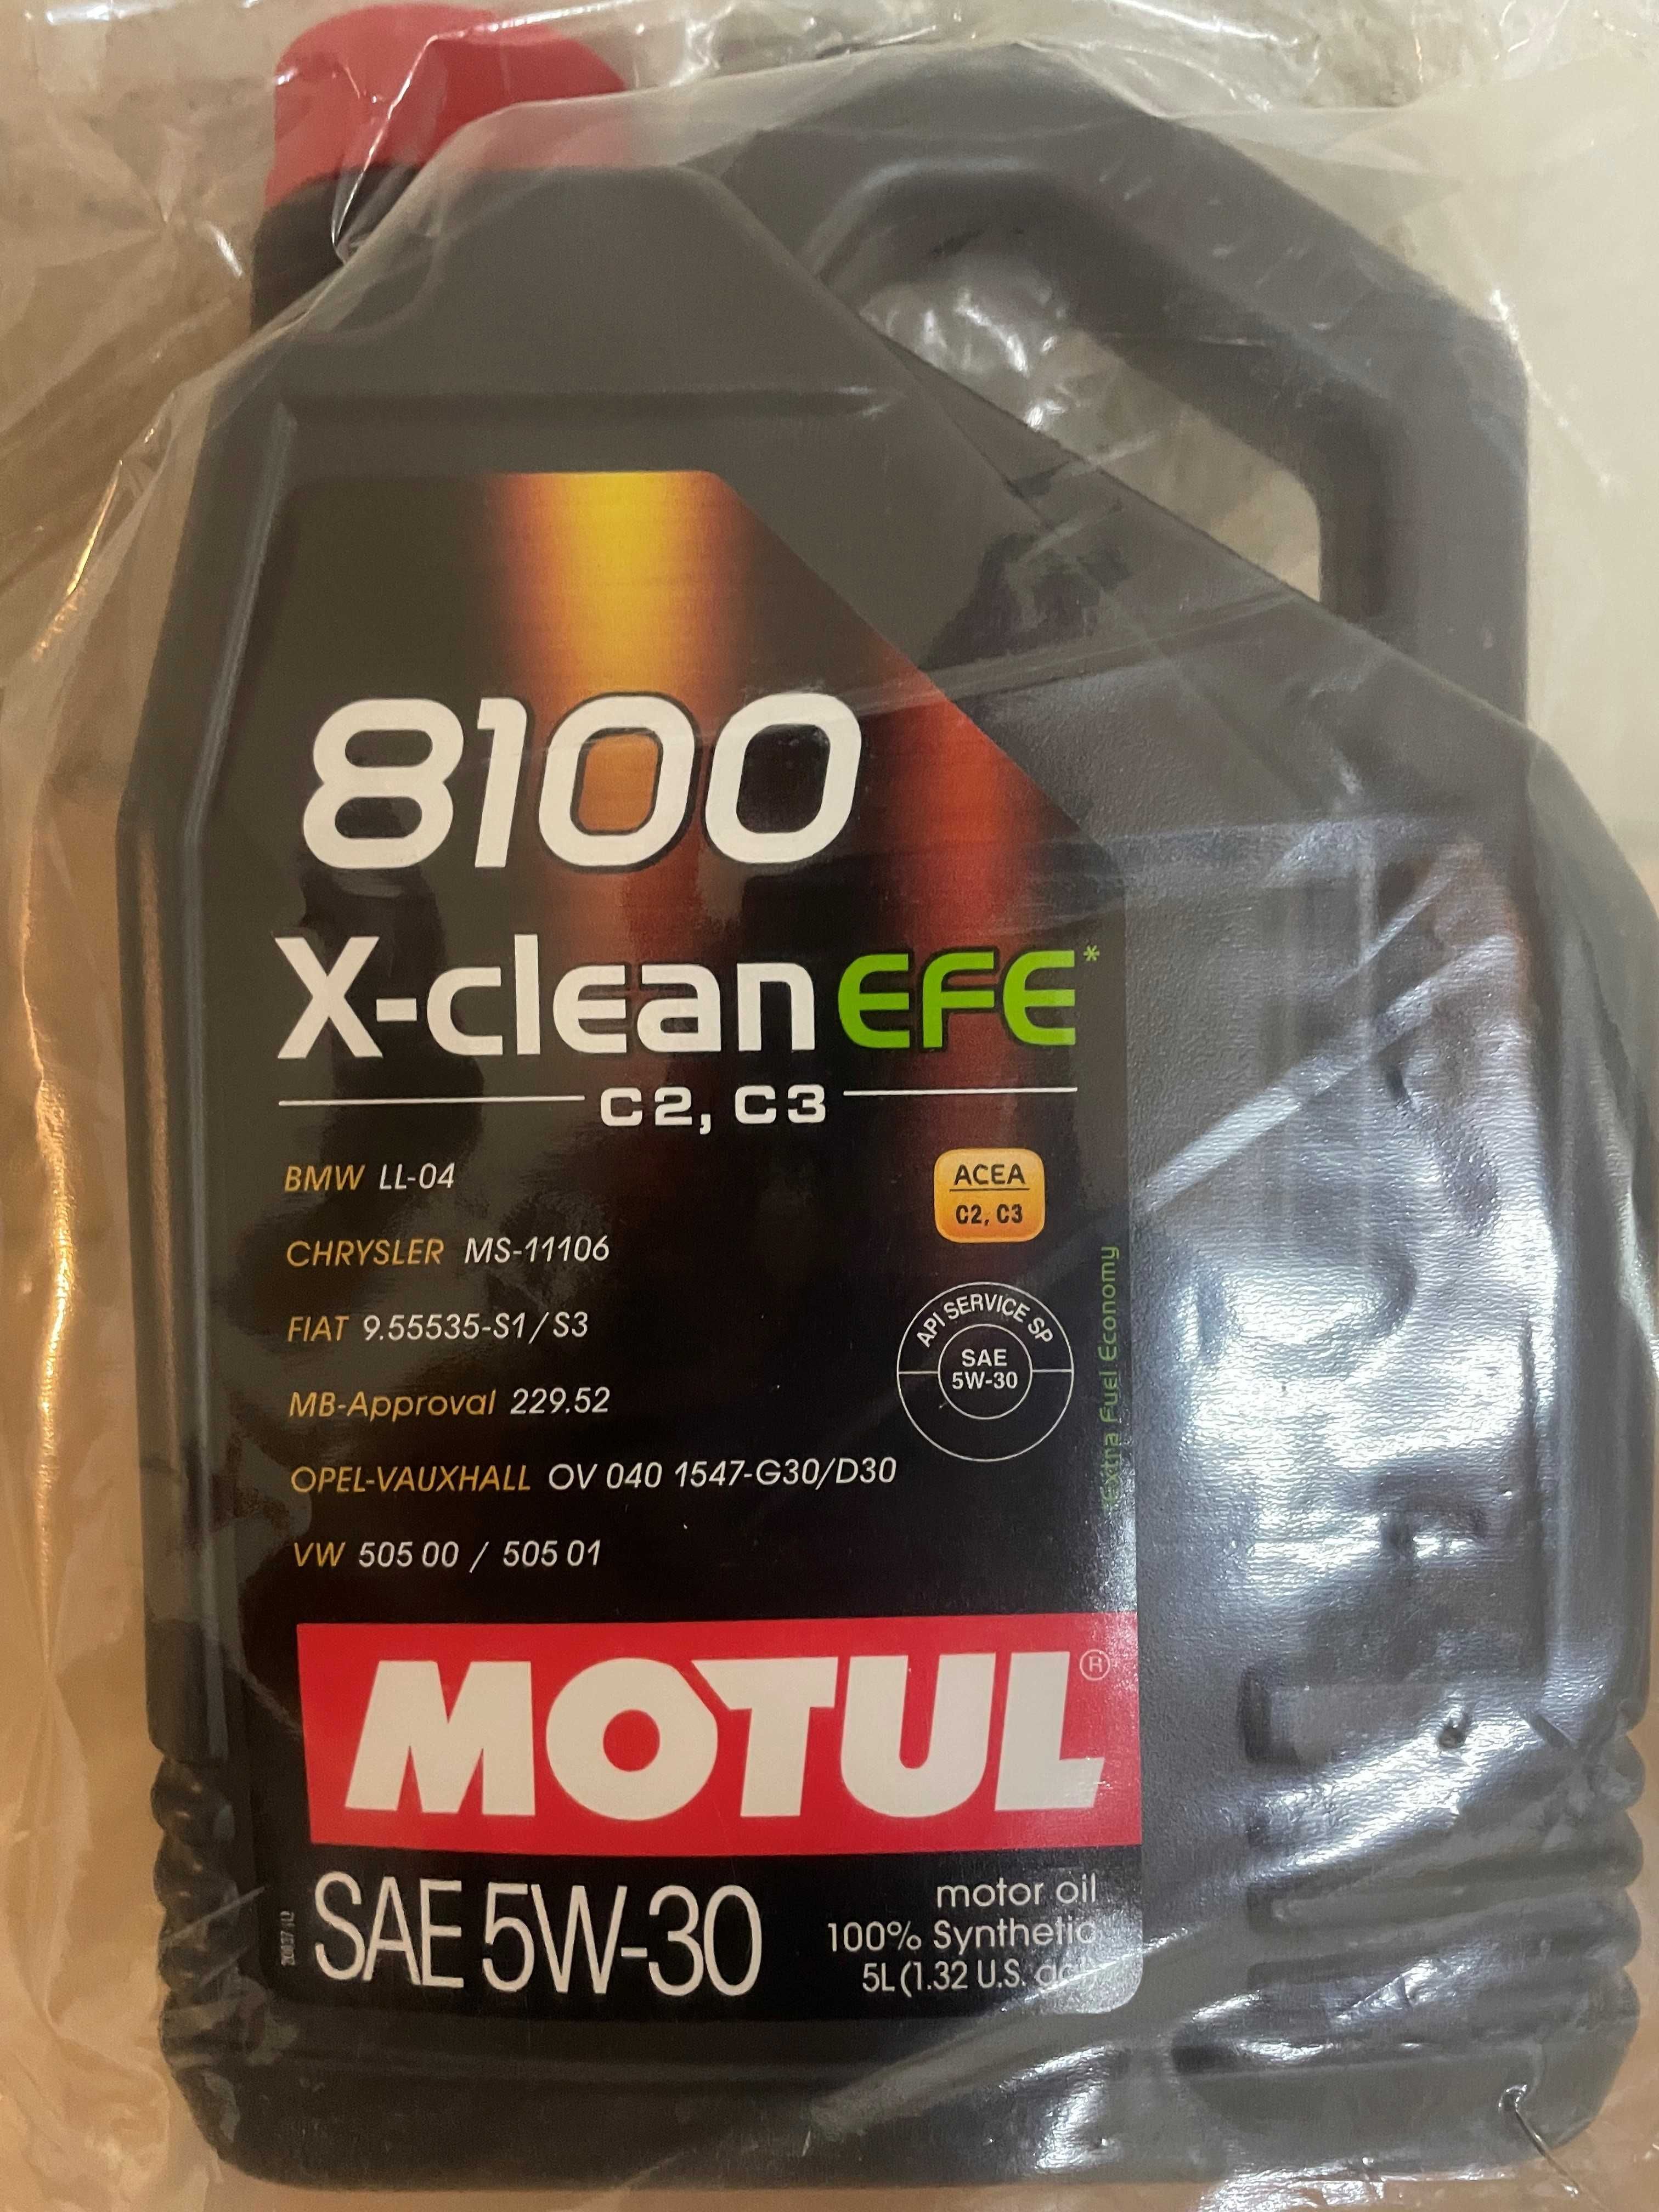 8100
X-clean EFE*
C2, C3
BMW LL-04
CHRYSLER MS-11106
FIAT 9.55535-S1/S3
MB-Approval 229.52
OPEL-VAUXHALL OV 040 1547-G30/D30
VW 505 00 / 505 01
ACEA
C2, C3
API SERVICE SP
SAE
5W-30
*Extra Fuel Economy
MOTUL®
SAE 5W-30
motor oil
100% Synthetic
5L (1.32 U.S.